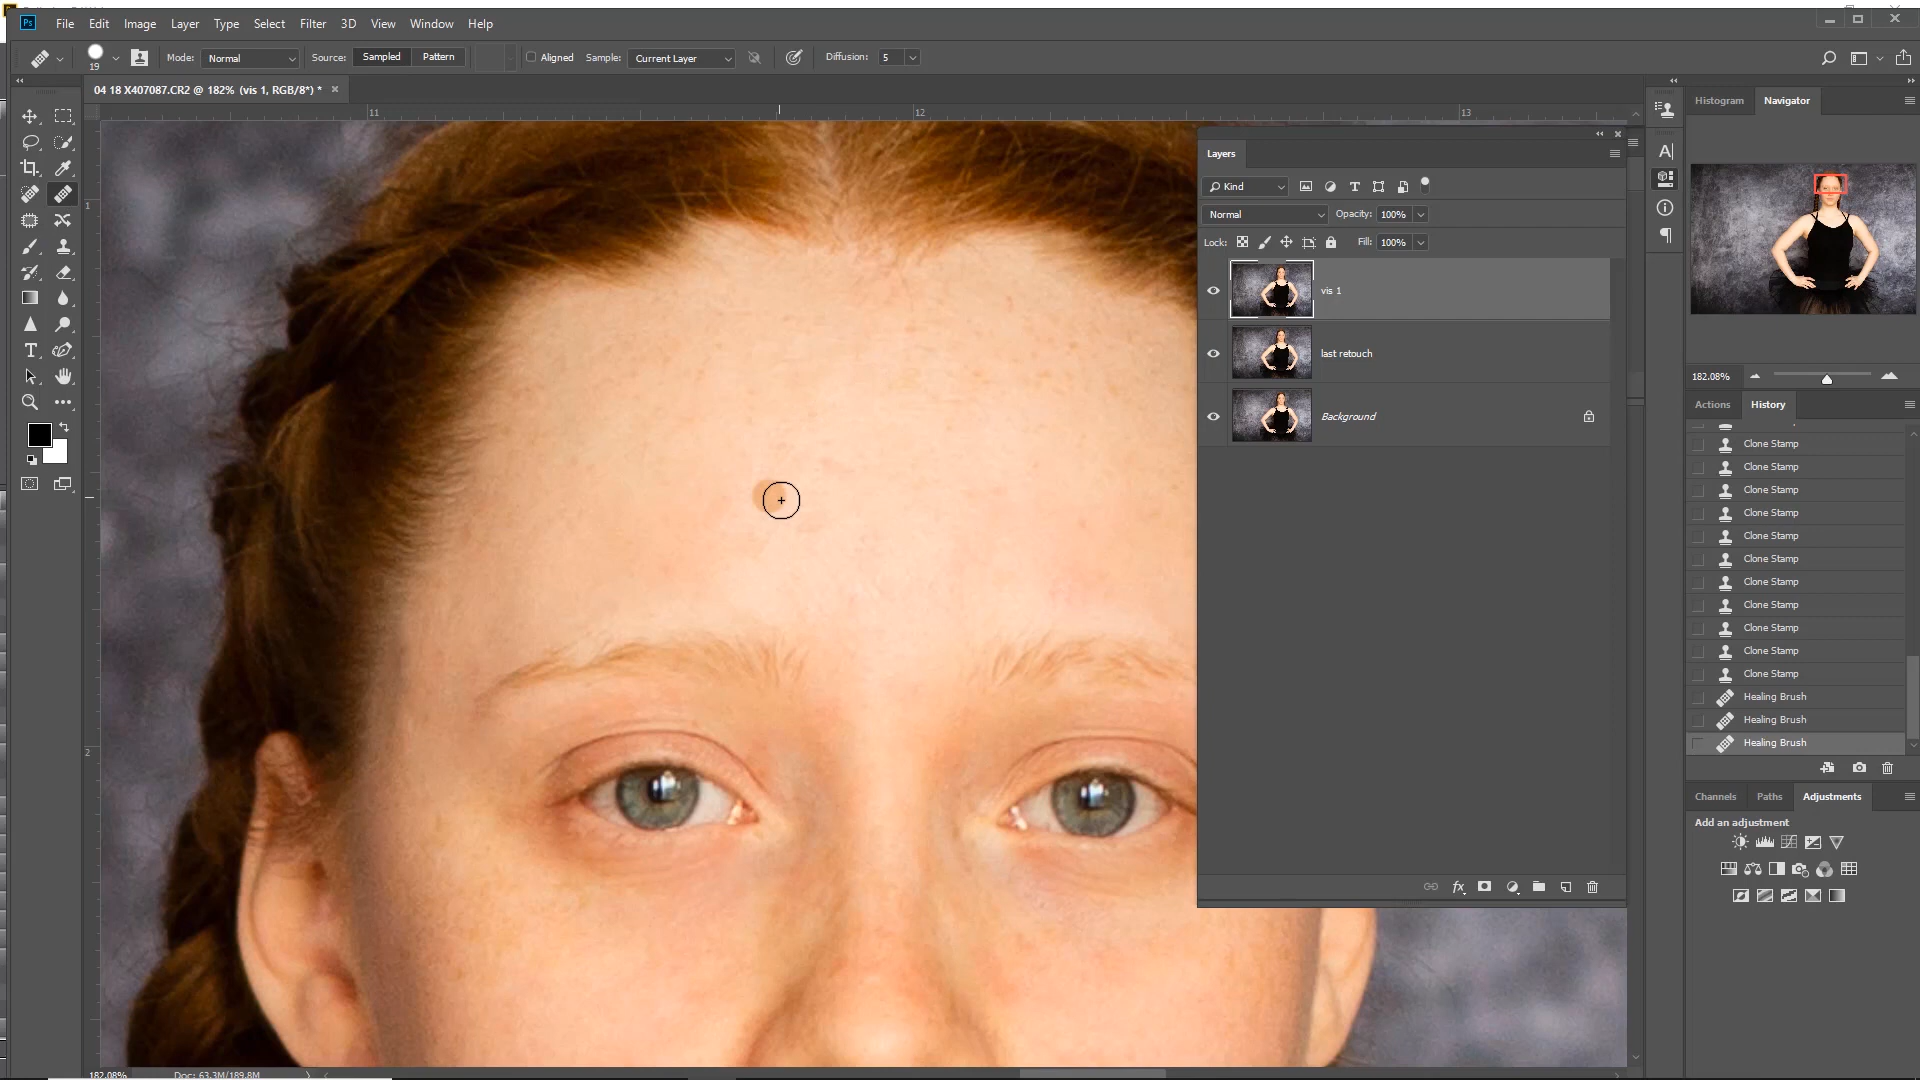 Ps File Edit Image Layer Type Select Filter 3D View Window Help
19 Mode: Normal Source: Sampled Pattern Aligned Sample: Current Layer Diffusion: 5
04 18 X407087.CR2 @ 182% (vis 1, RGB/8*) *
11 12 13
1
2
Layers
Kind
Normal Opacity: 100%
Lock: Fill: 100%
vis 1
last retouch
Background
fx
Histogram Navigator
182.08%
Actions History
Clone Stamp
Clone Stamp
Clone Stamp
Clone Stamp
Clone Stamp
Clone Stamp
Clone Stamp
Clone Stamp
Clone Stamp
Clone Stamp
Clone Stamp
Healing Brush
Healing Brush
Healing Brush
Channels Paths Adjustments
Add an adjustment
182.08% Doc: 63.3M/189.8M